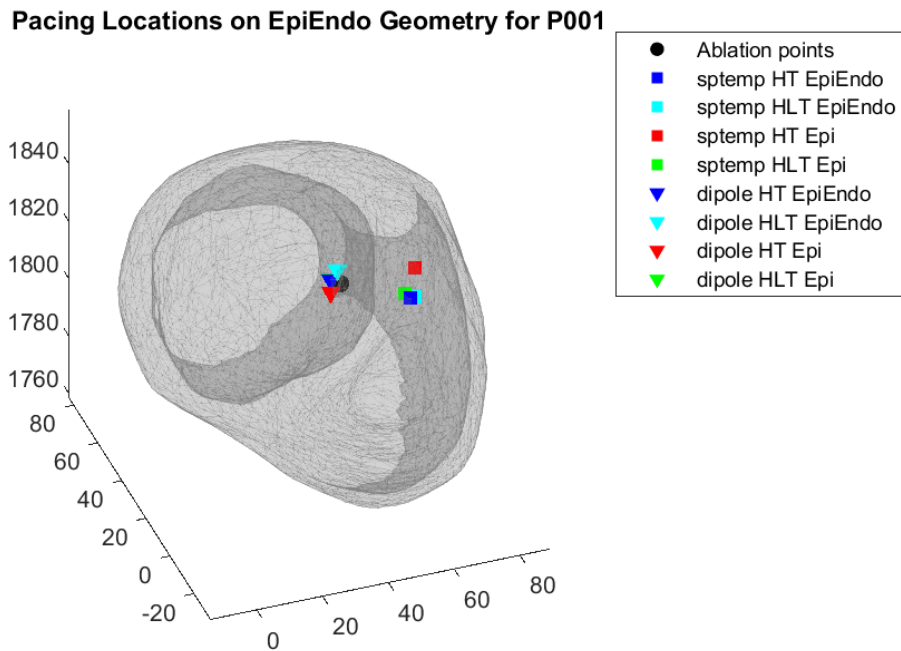 Pacing Locations on EpiEndo Geometry for P001
Ablation points
sptemp HT EpiEndo
sptemp HLT EpiEndo
sptemp HT Epi
sptemp HLT Epi
dipole HT EpiEndo
dipole HLT EpiEndo
dipole HT Epi
dipole HLT Epi
1840
1820
1800
1780
1760
80
60
40
20
0
-20
0
20
40
60
80